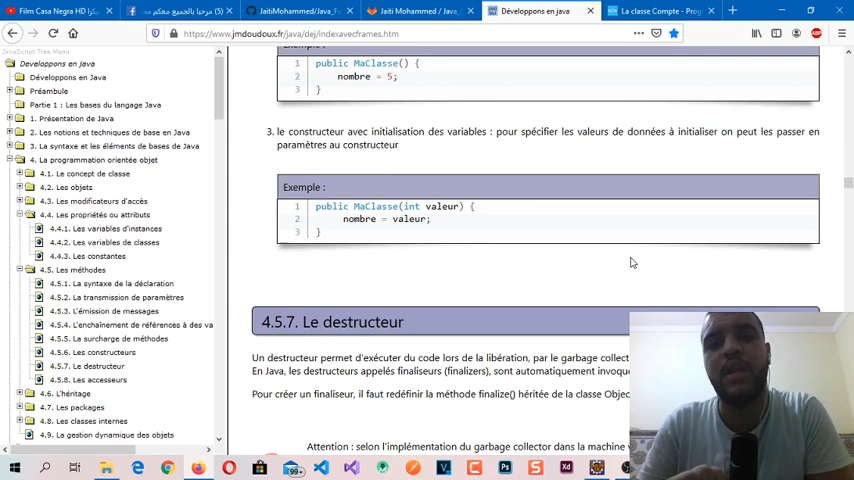 Film Casa Negra HD
(5) مرحبا بالجميع معكم
JaitiMohammed/Java_Fu
Jaiti Mohammed / Java_
Développons en java
La classe Compte - Prog
https://www.jmdoudoux.fr/java/dej/indexavecframes.htm
JavaScript Tree Menu
Developpons en java
Développons en Java
Préambule
Partie 1 : Les bases du langage Java
1. Présentation de Java
2. Les notions et techniques de base en Java
3. La syntaxe et les éléments de bases de Java
4. La programmation orientée objet
4.1. Le concept de classe
4.2. Les objets
4.3. Les modificateurs d'accès
4.4. Les propriétés ou attributs
4.4.1. Les variables d'instances
4.4.2. Les variables de classes
4.4.3. Les constantes
4.5. Les méthodes
4.5.1. La syntaxe de la déclaration
4.5.2. La transmission de paramètres
4.5.3. L'émission de messages
4.5.4. L'enchaînement de références à des va
4.5.5. La surcharge de méthodes
4.5.6. Les constructeurs
4.5.7. Le destructeur
4.5.8. Les accesseurs
4.6. L'héritage
4.7. Les packages
4.8. Les classes internes
4.9. La gestion dynamique des objets
Exemple :
1 public MaClasse() {
2 nombre = 5;
3 }
3. le constructeur avec initialisation des variables : pour spécifier les valeurs de données à initialiser on peut les passer en
paramètres au constructeur
Exemple :
1 public MaClasse(int valeur) {
2 nombre = valeur;
3 }
4.5.7. Le destructeur
Un destructeur permet d'exécuter du code lors de la libération, par le garbage collect
En Java, les destructeurs appelés finaliseurs (finalizers), sont automatiquement invoqu
Pour créer un finaliseur, il faut redéfinir la méthode finalize() héritée de la classe Objec
Attention : selon l'implémentation du garbage collector dans la machine v
99+